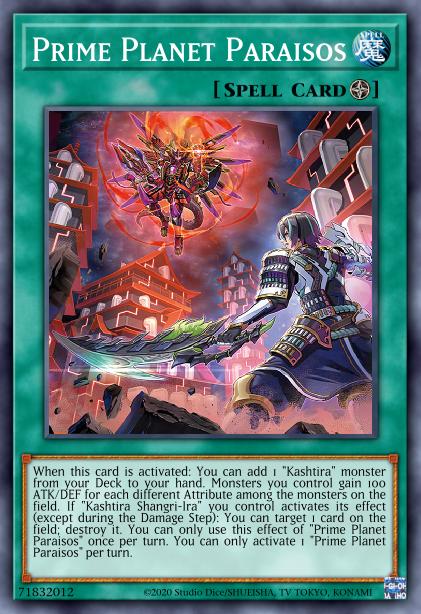 PRIME PLANET PARAISOS
SPELL
魔
[SPELL CARD]
When this card is activated: You can add 1 "Kashtira" monster
from your Deck to your hand. Monsters you control gain 100
ATK/DEF for each different Attribute among the monsters on the
field. If "Kashtira Shangri-Ira" you control activates its effect
(except during the Damage Step): You can target 1 card on the
field; destroy it. You can only use this effect of "Prime Planet
Paraisos" once per turn. You can only activate 1 "Prime Planet
Paraisos" per turn.
71832012
©2020 Studio Dice/SHUEISHA, TV TOKYO, KONAMI